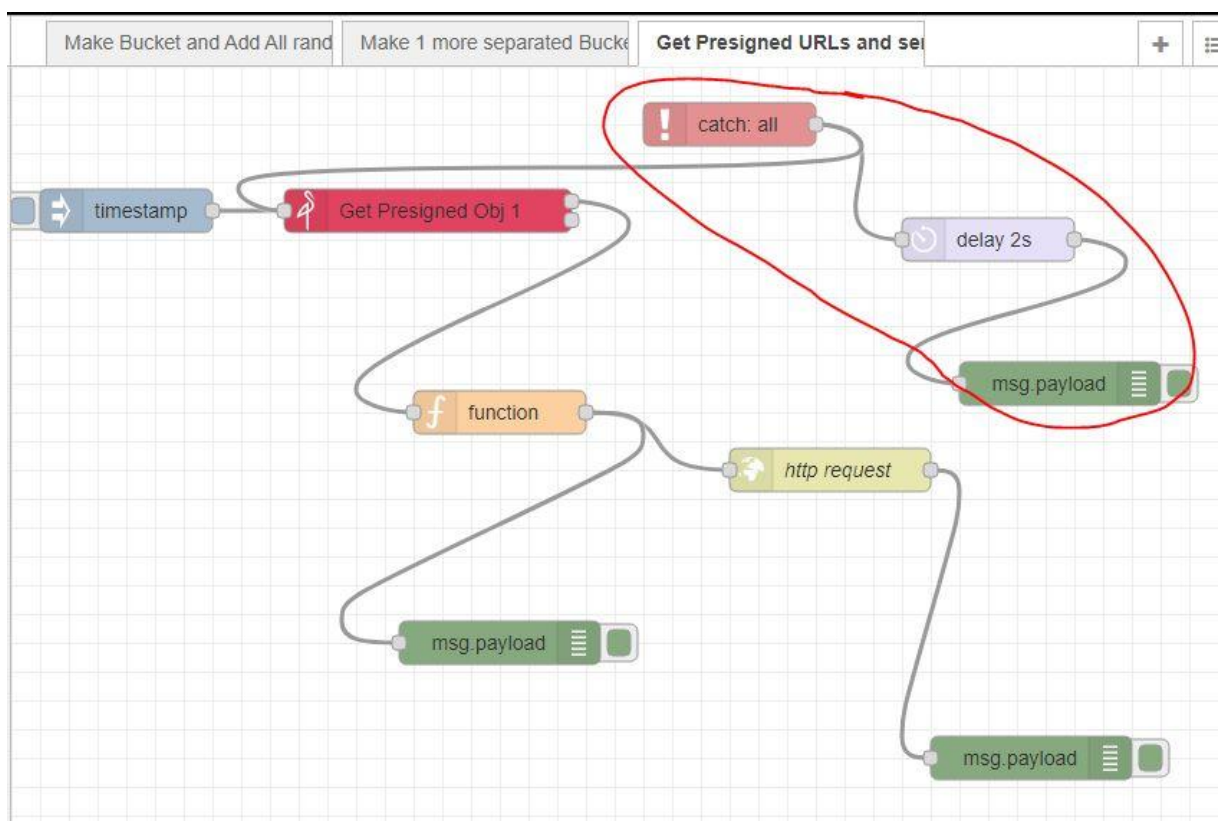 Make Bucket and Add All rand
Make 1 more separated Bucke
Get Presigned URLs and se
catch: all
timestamp
Get Presigned Obj 1
delay 2s
msg.payload
function
http request
msg.payload
msg.payload